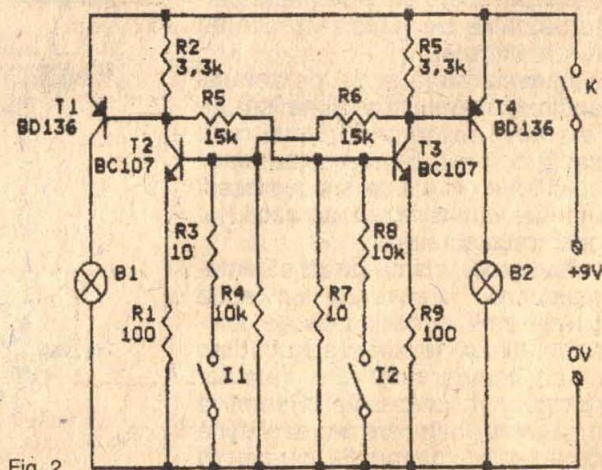 R2
3,3k
R5
3,3k
K
T1
BD136
R5
15k
R6
15k
T4
BD136
T2
BC107
T3
BC107
R3
10
R8
10k
B1
R4
10k
R7
10
B2
+9V
R1
100
R9
100
0V
I1
I2
Fig. 2